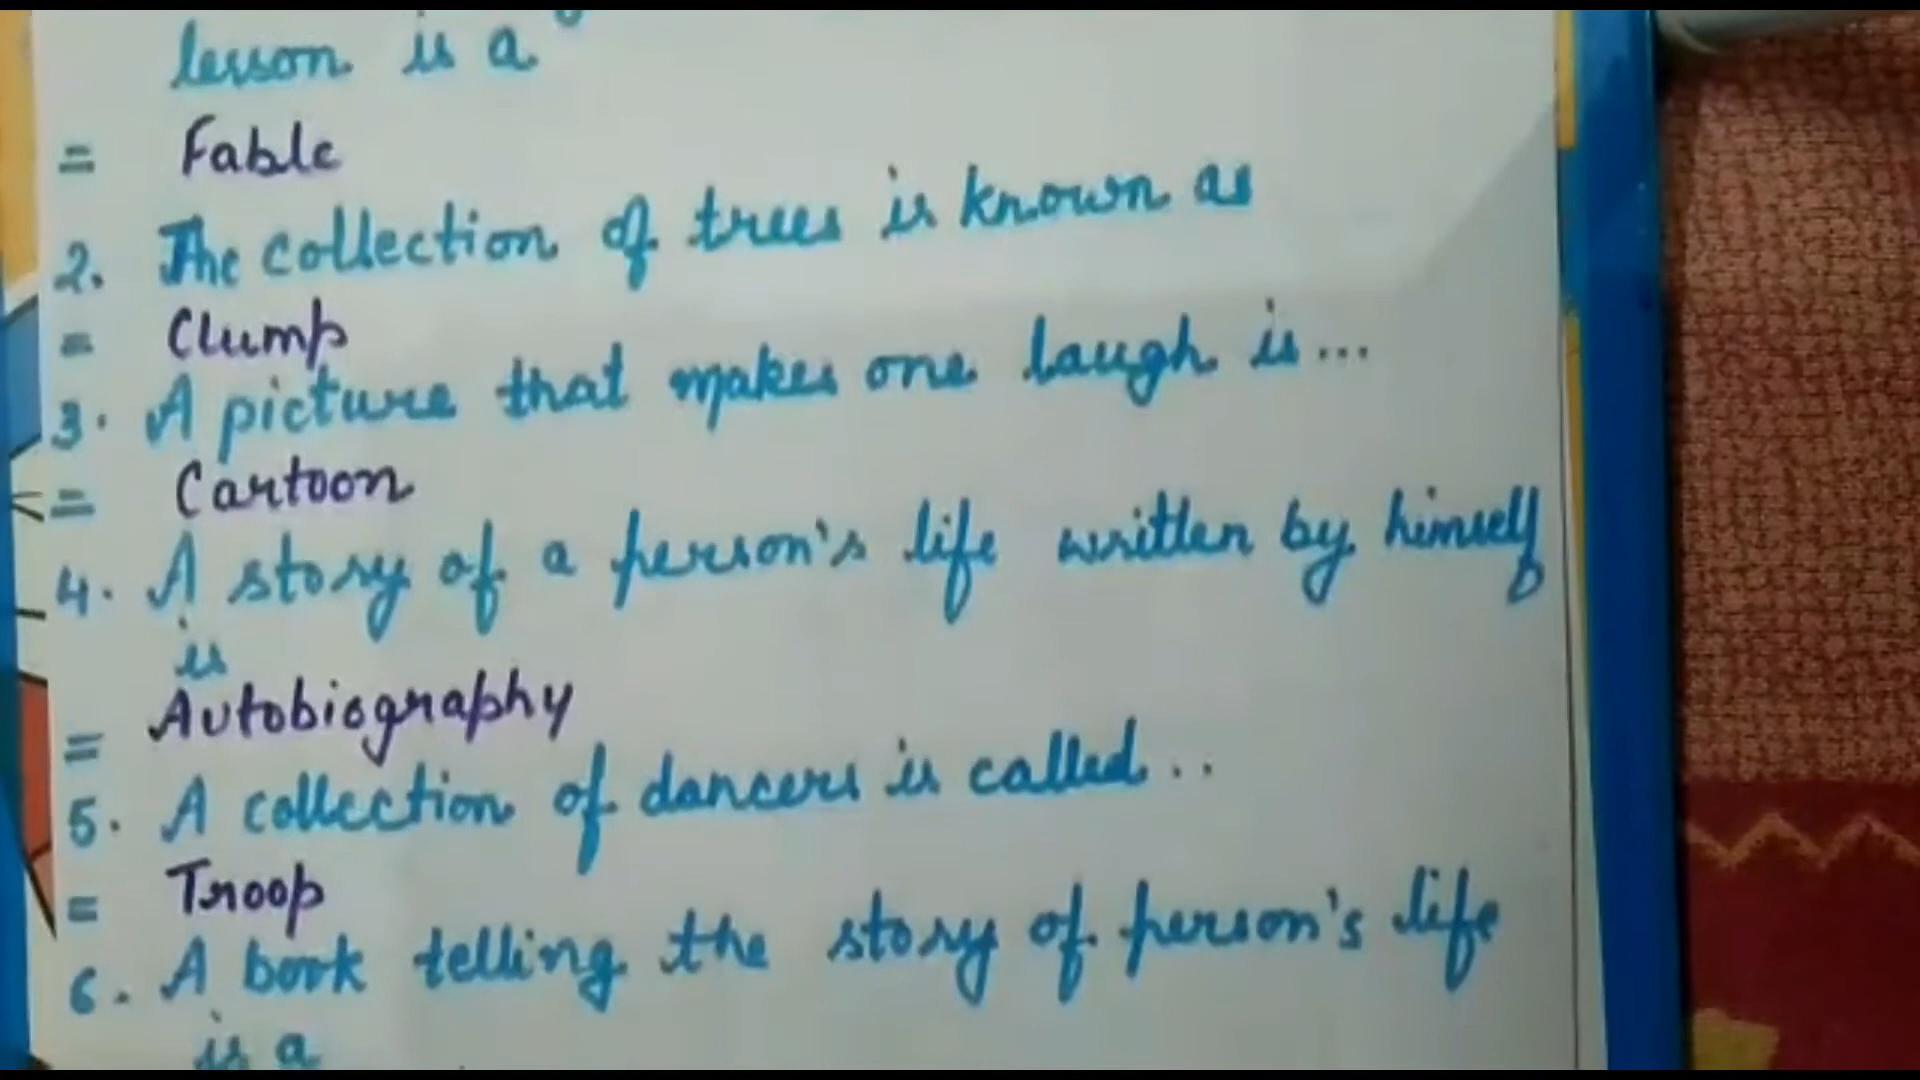 lesson is a
= Fable
2. The collection of trees is known as
= Clump
3. A picture that makes one laugh is...
= Cartoon
4. A story of a person's life written by himself
is
= Autobiography
5. A collection of dancers is called..
= Troop
6. A book telling the story of person's life
is a